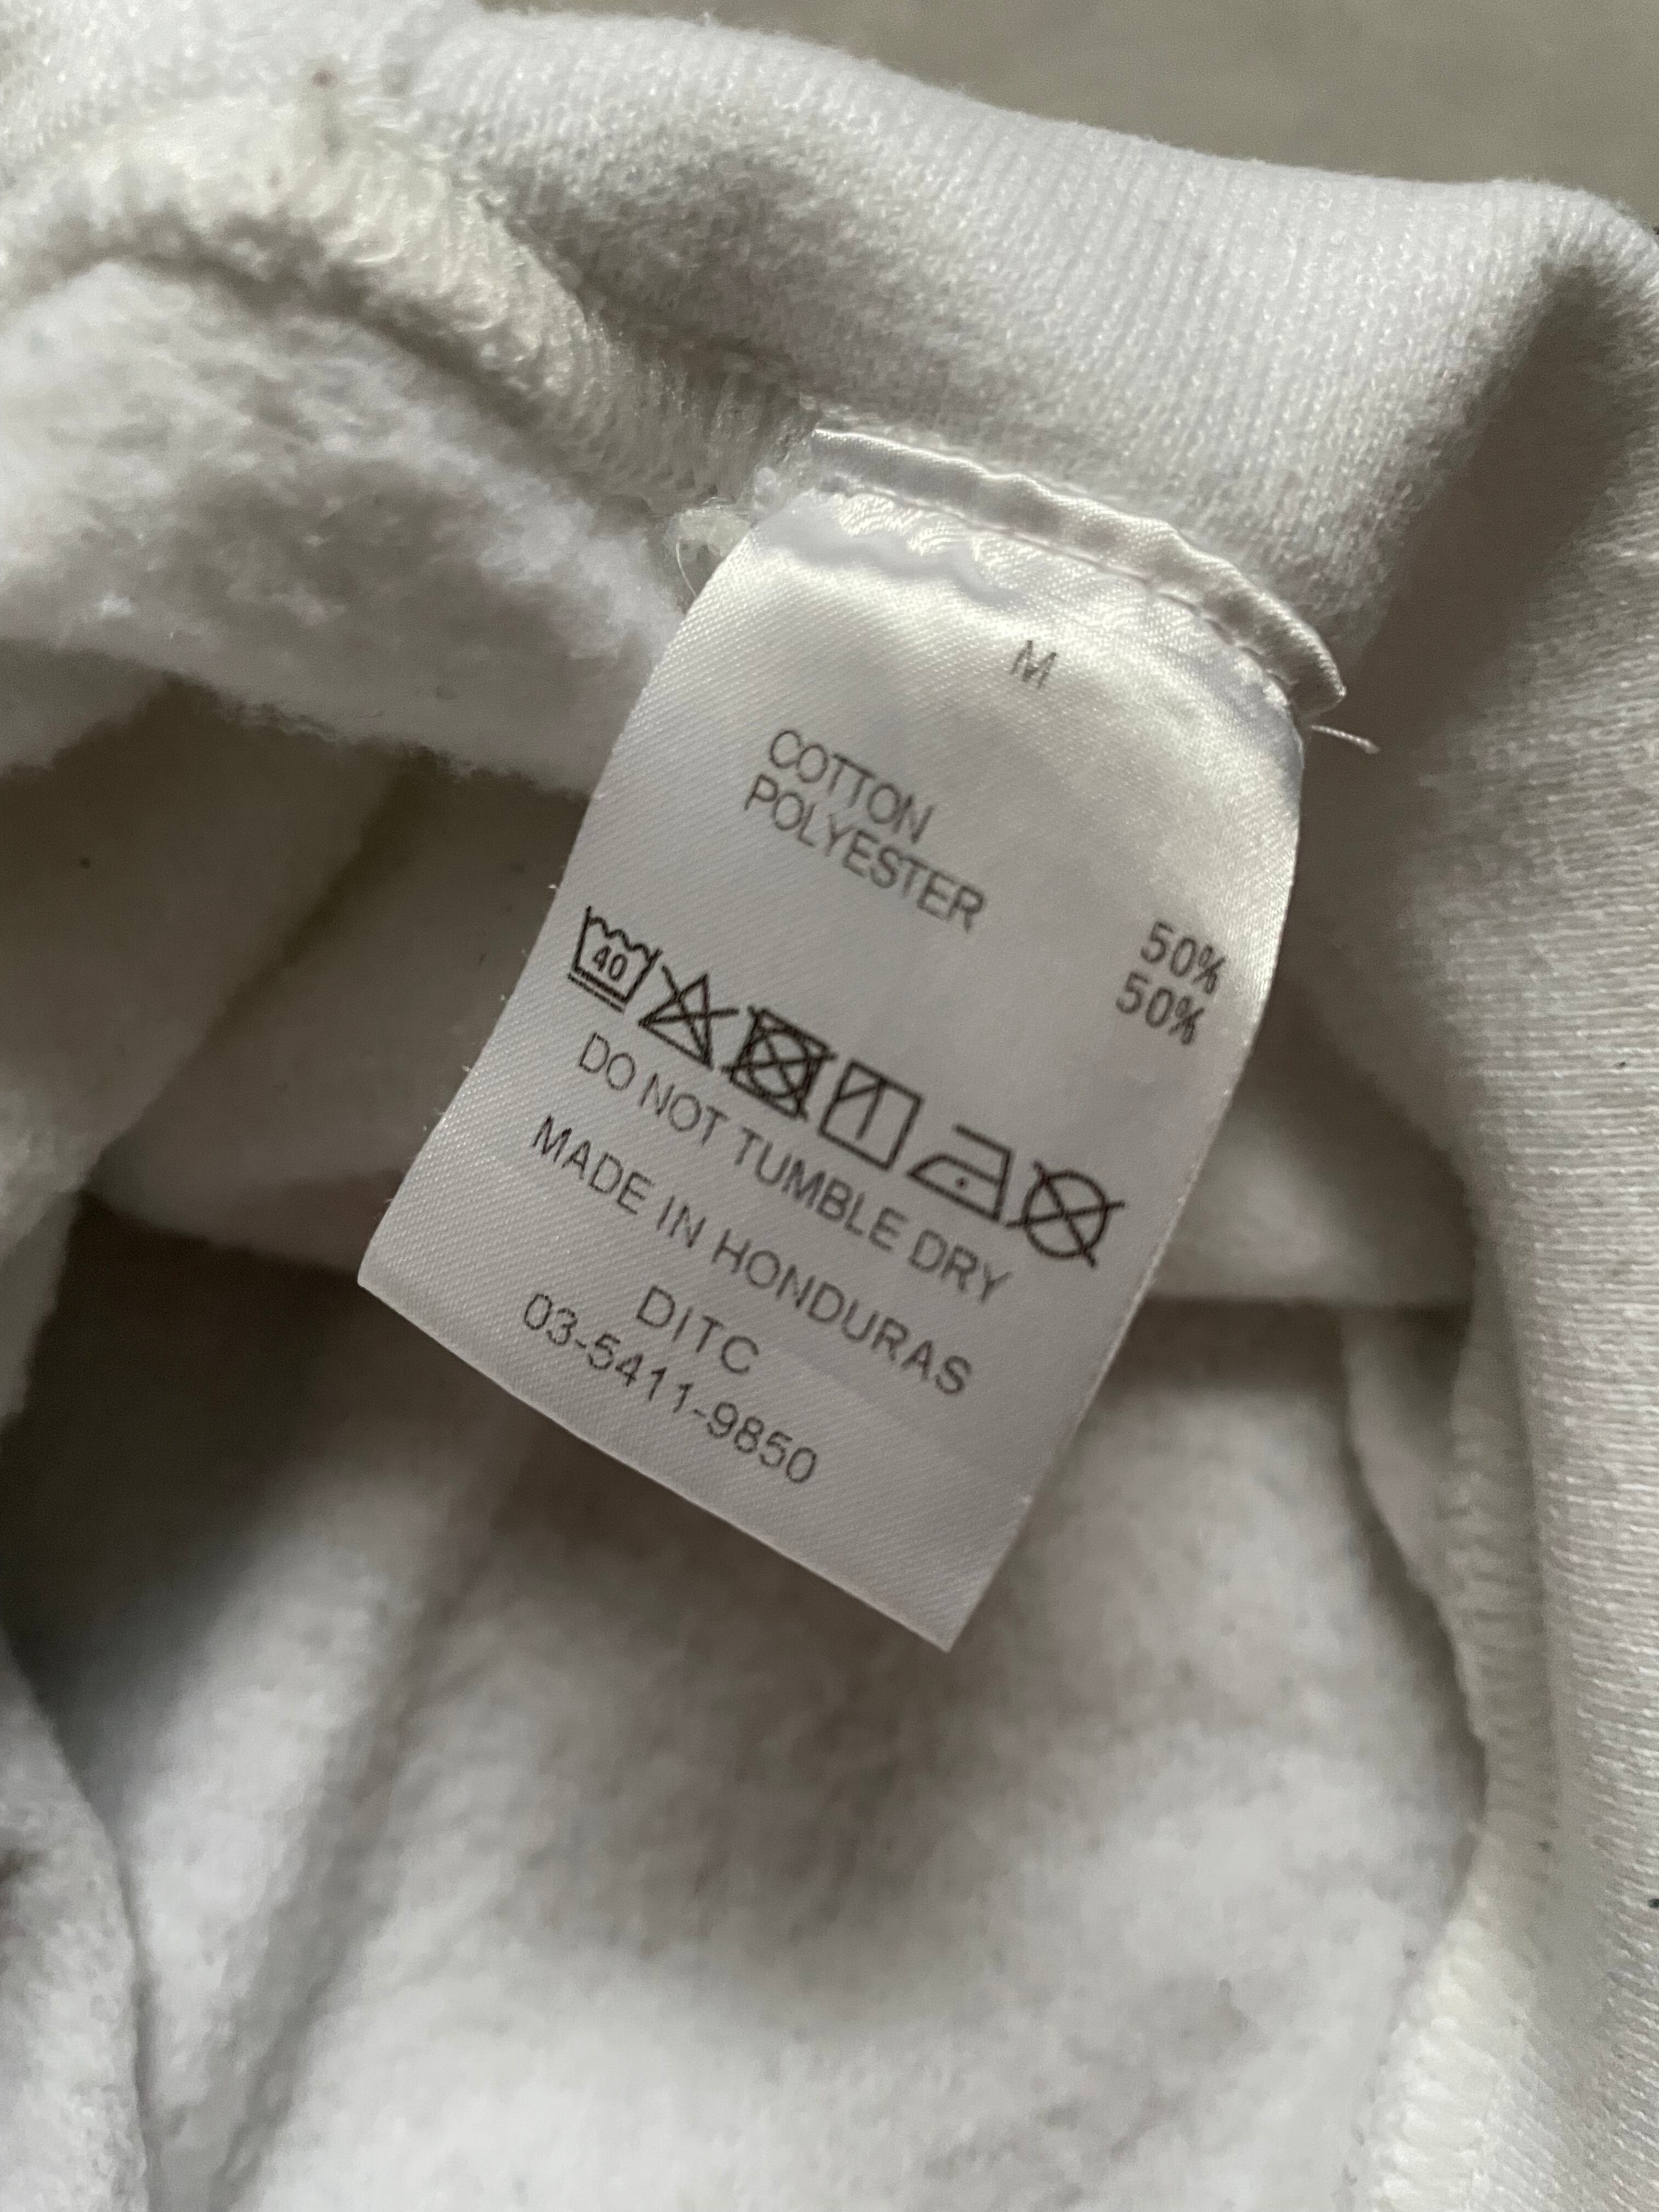 M
COTTON 50%
POLYESTER 50%
40
DO NOT TUMBLE DRY
MADE IN HONDURAS
DITC
03-5411-9850